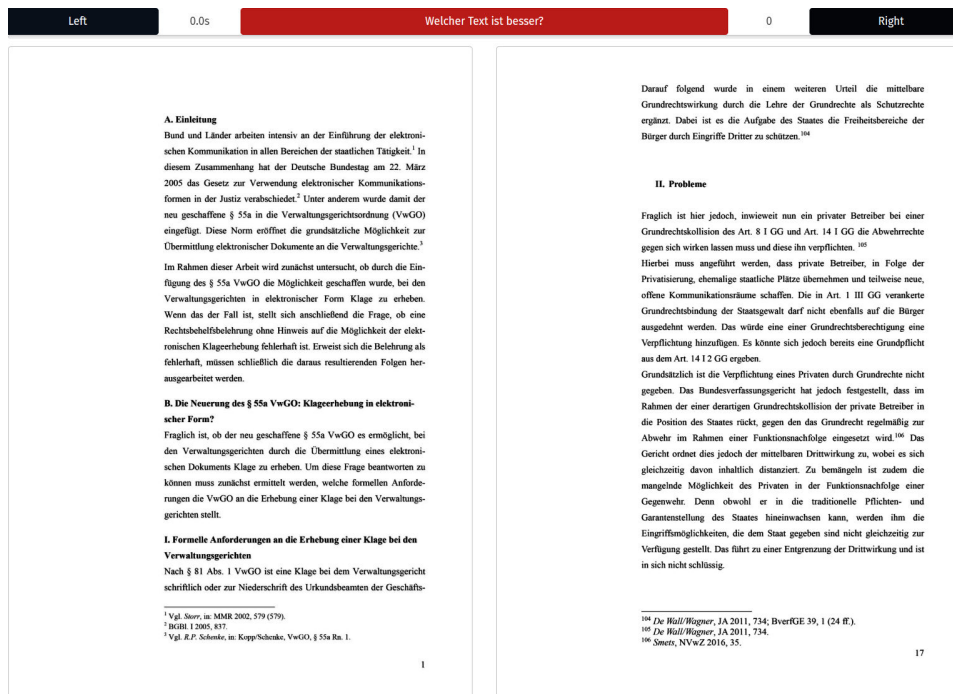 Left
0.0s
Welcher Text ist besser?
0
Right
A. Einleitung
Bund und Länder arbeiten intensiv an der Einführung der elektroni-
schen Kommunikation in allen Bereichen der staatlichen Tätigkeit.¹ In
diesem Zusammenhang hat der Deutsche Bundestag am 22. März
2005 das Gesetz zur Verwendung elektronischer Kommunikations-
formen in der Justiz verabschiedet.² Unter anderem wurde damit der
neu geschaffene § 55a in die Verwaltungsgerichtsordnung (VwGO)
eingefügt. Diese Norm eröffnet die grundsätzliche Möglichkeit zur
Übermittlung elektronischer Dokumente an die Verwaltungsgerichte.³
Im Rahmen dieser Arbeit wird zunächst untersucht, ob durch die Ein-
fügung des § 55a VwGO die Möglichkeit geschaffen wurde, bei den
Verwaltungsgerichten in elektronischer Form Klage zu erheben.
Wenn das der Fall ist, stellt sich anschließend die Frage, ob eine
Rechtsbehelfsbelehrung ohne Hinweis auf die Möglichkeit der elekt-
ronischen Klageerhebung fehlerhaft ist. Erweist sich die Belehrung als
fehlerhaft, müssen schließlich die daraus resultierenden Folgen her-
ausgearbeitet werden.
B. Die Neuerung des § 55a VwGO: Klageerhebung in elektroni-
scher Form?
Fraglich ist, ob der neu geschaffene § 55a VwGO es ermöglicht, bei
den Verwaltungsgerichten durch die Übermittlung eines elektroni-
schen Dokuments Klage zu erheben. Um diese Frage beantworten zu
können muss zunächst ermittelt werden, welche formellen Anforde-
rungen die VwGO an die Erhebung einer Klage bei den Verwaltungs-
gerichten stellt.
I. Formelle Anforderungen an die Erhebung einer Klage bei den
Verwaltungsgerichten
Nach § 81 Abs. 1 VwGO ist eine Klage bei dem Verwaltungsgericht
schriftlich oder zur Niederschrift des Urkundsbeamten der Geschäfts-
¹ Vgl. Storr, in: MMR 2002, 579 (579).
² BGBl. I 2005, 837.
³ Vgl. R.P. Schenke, in: Kopp/Schenke, VwGO, § 55a Rn. 1.
1
Darauf folgend wurde in einem weiteren Urteil die mittelbare
Grundrechtswirkung durch die Lehre der Grundrechte als Schutzrechte
ergänzt. Dabei ist es die Aufgabe des Staates die Freiheitsbereiche der
Bürger durch Eingriffe Dritter zu schützen.¹⁰⁴
II. Probleme
Fraglich ist hier jedoch, inwieweit nun ein privater Betreiber bei einer
Grundrechtskollision des Art. 8 I GG und Art. 14 I GG die Abwehrrechte
gegen sich wirken lassen muss und diese ihn verpflichten. ¹⁰⁵
Hierbei muss angeführt werden, dass private Betreiber, in Folge der
Privatisierung, ehemalige staatliche Plätze übernehmen und teilweise neue,
offene Kommunikationsräume schaffen. Die in Art. 1 III GG verankerte
Grundrechtsbindung der Staatsgewalt darf nicht ebenfalls auf die Bürger
ausgedehnt werden. Das würde eine einer Grundrechtsberechtigung eine
Verpflichtung hinzufügen. Es könnte sich jedoch bereits eine Grundpflicht
aus dem Art. 14 I 2 GG ergeben.
Grundsätzlich ist die Verpflichtung eines Privaten durch Grundrechte nicht
gegeben. Das Bundesverfassungsgericht hat jedoch festgestellt, dass im
Rahmen der einer derartigen Grundrechtskollision der private Betreiber in
die Position des Staates rückt, gegen den das Grundrecht regelmäßig zur
Abwehr im Rahmen einer Funktionsnachfolge eingesetzt wird.¹⁰⁶ Das
Gericht ordnet dies jedoch der mittelbaren Drittwirkung zu, wobei es sich
gleichzeitig davon inhaltlich distanziert. Zu bemängeln ist zudem die
mangelnde Möglichkeit des Privaten in der Funktionsnachfolge einer
Gegenwehr. Denn obwohl er in die traditionelle Pflichten- und
Garantenstellung des Staates hineinwachsen kann, werden ihm die
Eingriffsmöglichkeiten, die dem Staat gegeben sind nicht gleichzeitig zur
Verfügung gestellt. Das führt zu einer Entgrenzung der Drittwirkung und ist
in sich nicht schlüssig.
¹⁰⁴ De Wall/Wagner, JA 2011, 734; BverfGE 39, 1 (24 ff.).
¹⁰⁵ De Wall/Wagner, JA 2011, 734.
¹⁰⁶ Smets, NVwZ 2016, 35.
17